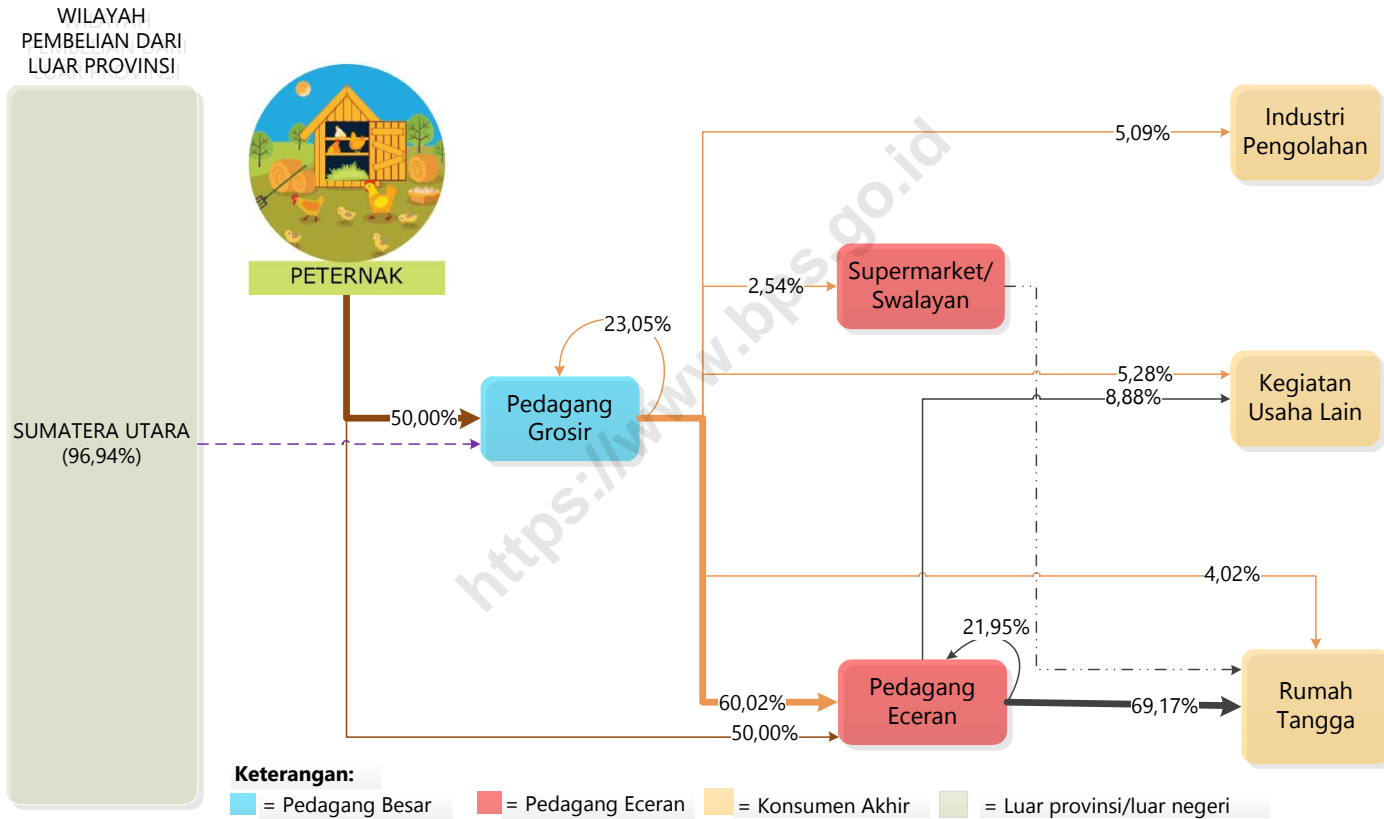 WILAYAH
PEMBELIAN DARI
LUAR PROVINSI
SUMATERA UTARA
(96,94%)
PETERNAK
50,00%
Pedagang
Grosir
23,05%
5,09%
Industri
Pengolahan
2,54%
Supermarket/
Swalayan
5,28%
8,88%
Kegiatan
Usaha Lain
4,02%
60,02%
50,00%
Pedagang
Eceran
21,95%
69,17%
Rumah
Tangga
https://www.bps.go.id
Keterangan:
= Pedagang Besar
= Pedagang Eceran
= Konsumen Akhir
= Luar provinsi/luar negeri